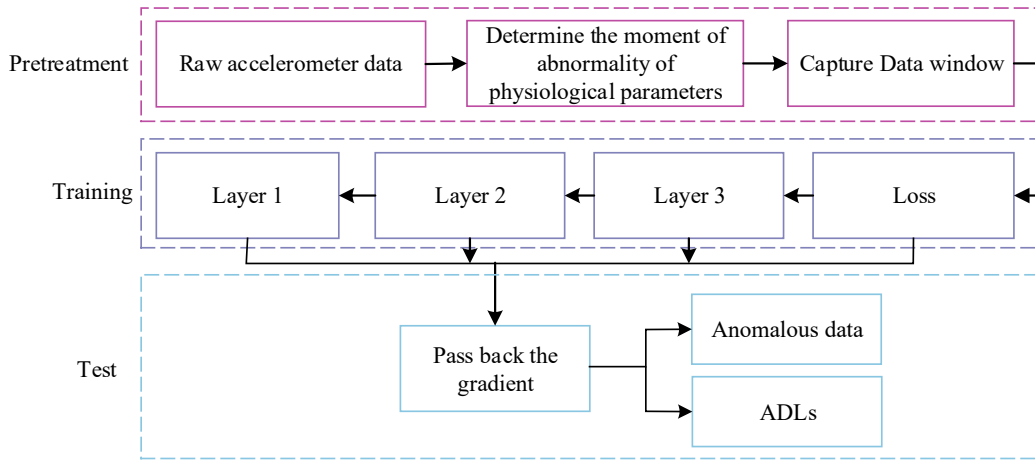 Pretreatment
Raw accelerometer data
Determine the moment of
abnormality of
physiological parameters
Capture Data window
Training
Layer 1
Layer 2
Layer 3
Loss
Test
Pass back the
gradient
Anomalous data
ADLs